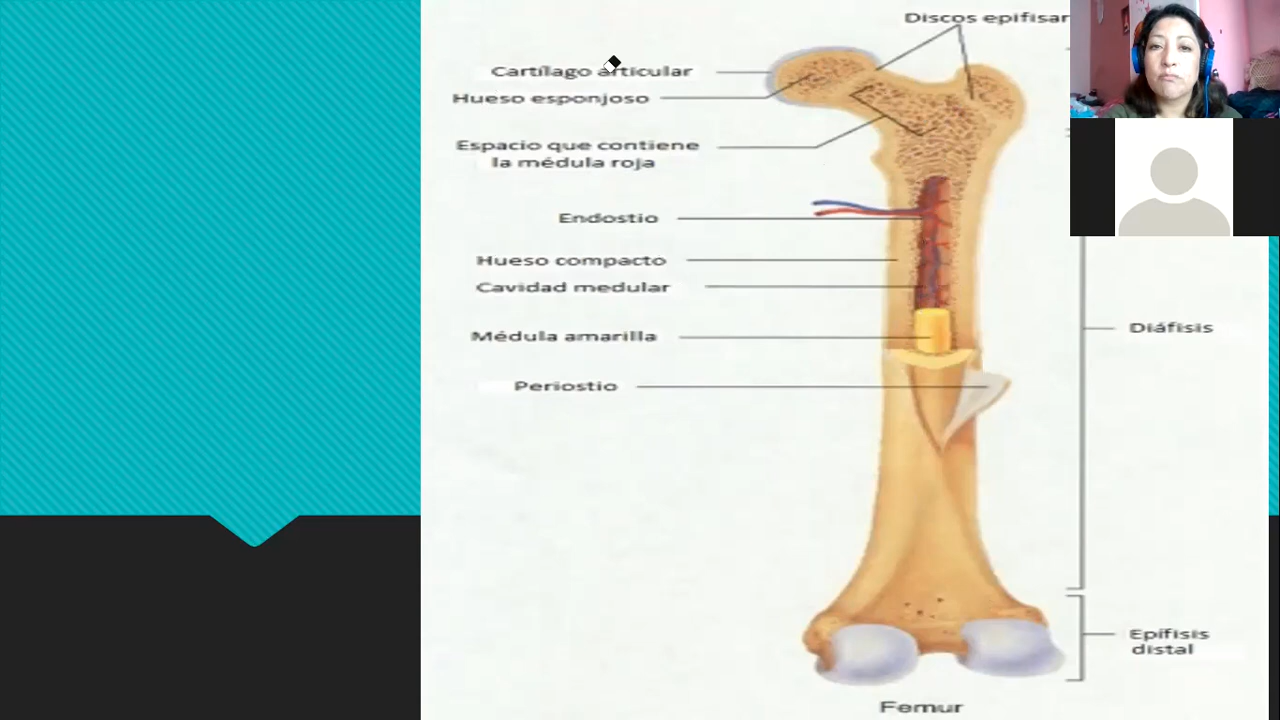 Discos epifisar
Cartílago articular
Hueso esponjoso
Espacio que contiene
la médula roja
Endostio
Hueso compacto
Cavidad medular
Médula amarilla
Periostio
Diáfisis
Epífisis
distal
Femur